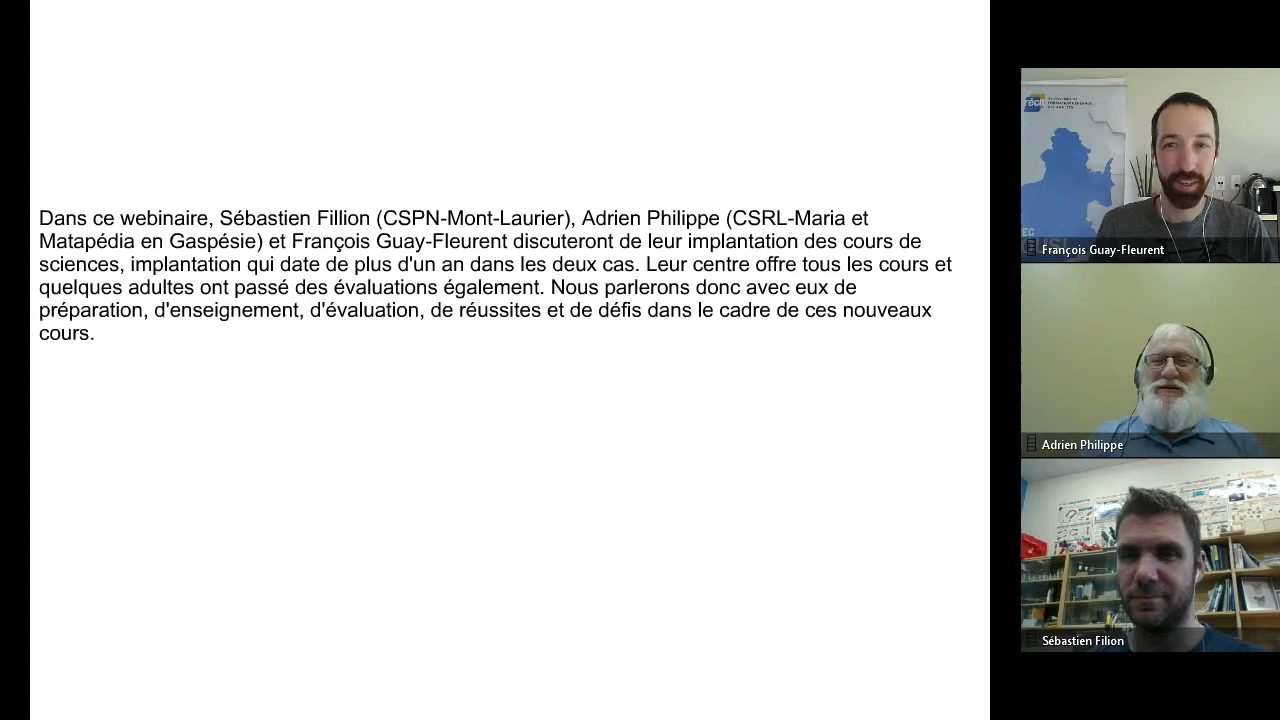 Dans ce webinaire, Sébastien Fillion (CSPN-Mont-Laurier), Adrien Philippe (CSRL-Maria et
Matapédia en Gaspésie) et François Guay-Fleurent discuteront de leur implantation des cours de
sciences, implantation qui date de plus d'un an dans les deux cas. Leur centre offre tous les cours et
quelques adultes ont passé des évaluations également. Nous parlerons donc avec eux de
préparation, d'enseignement, d'évaluation, de réussites et de défis dans le cadre de ces nouveaux
cours.
récit
François Guay-Fleurent
Adrien Philippe
Sébastien Filion